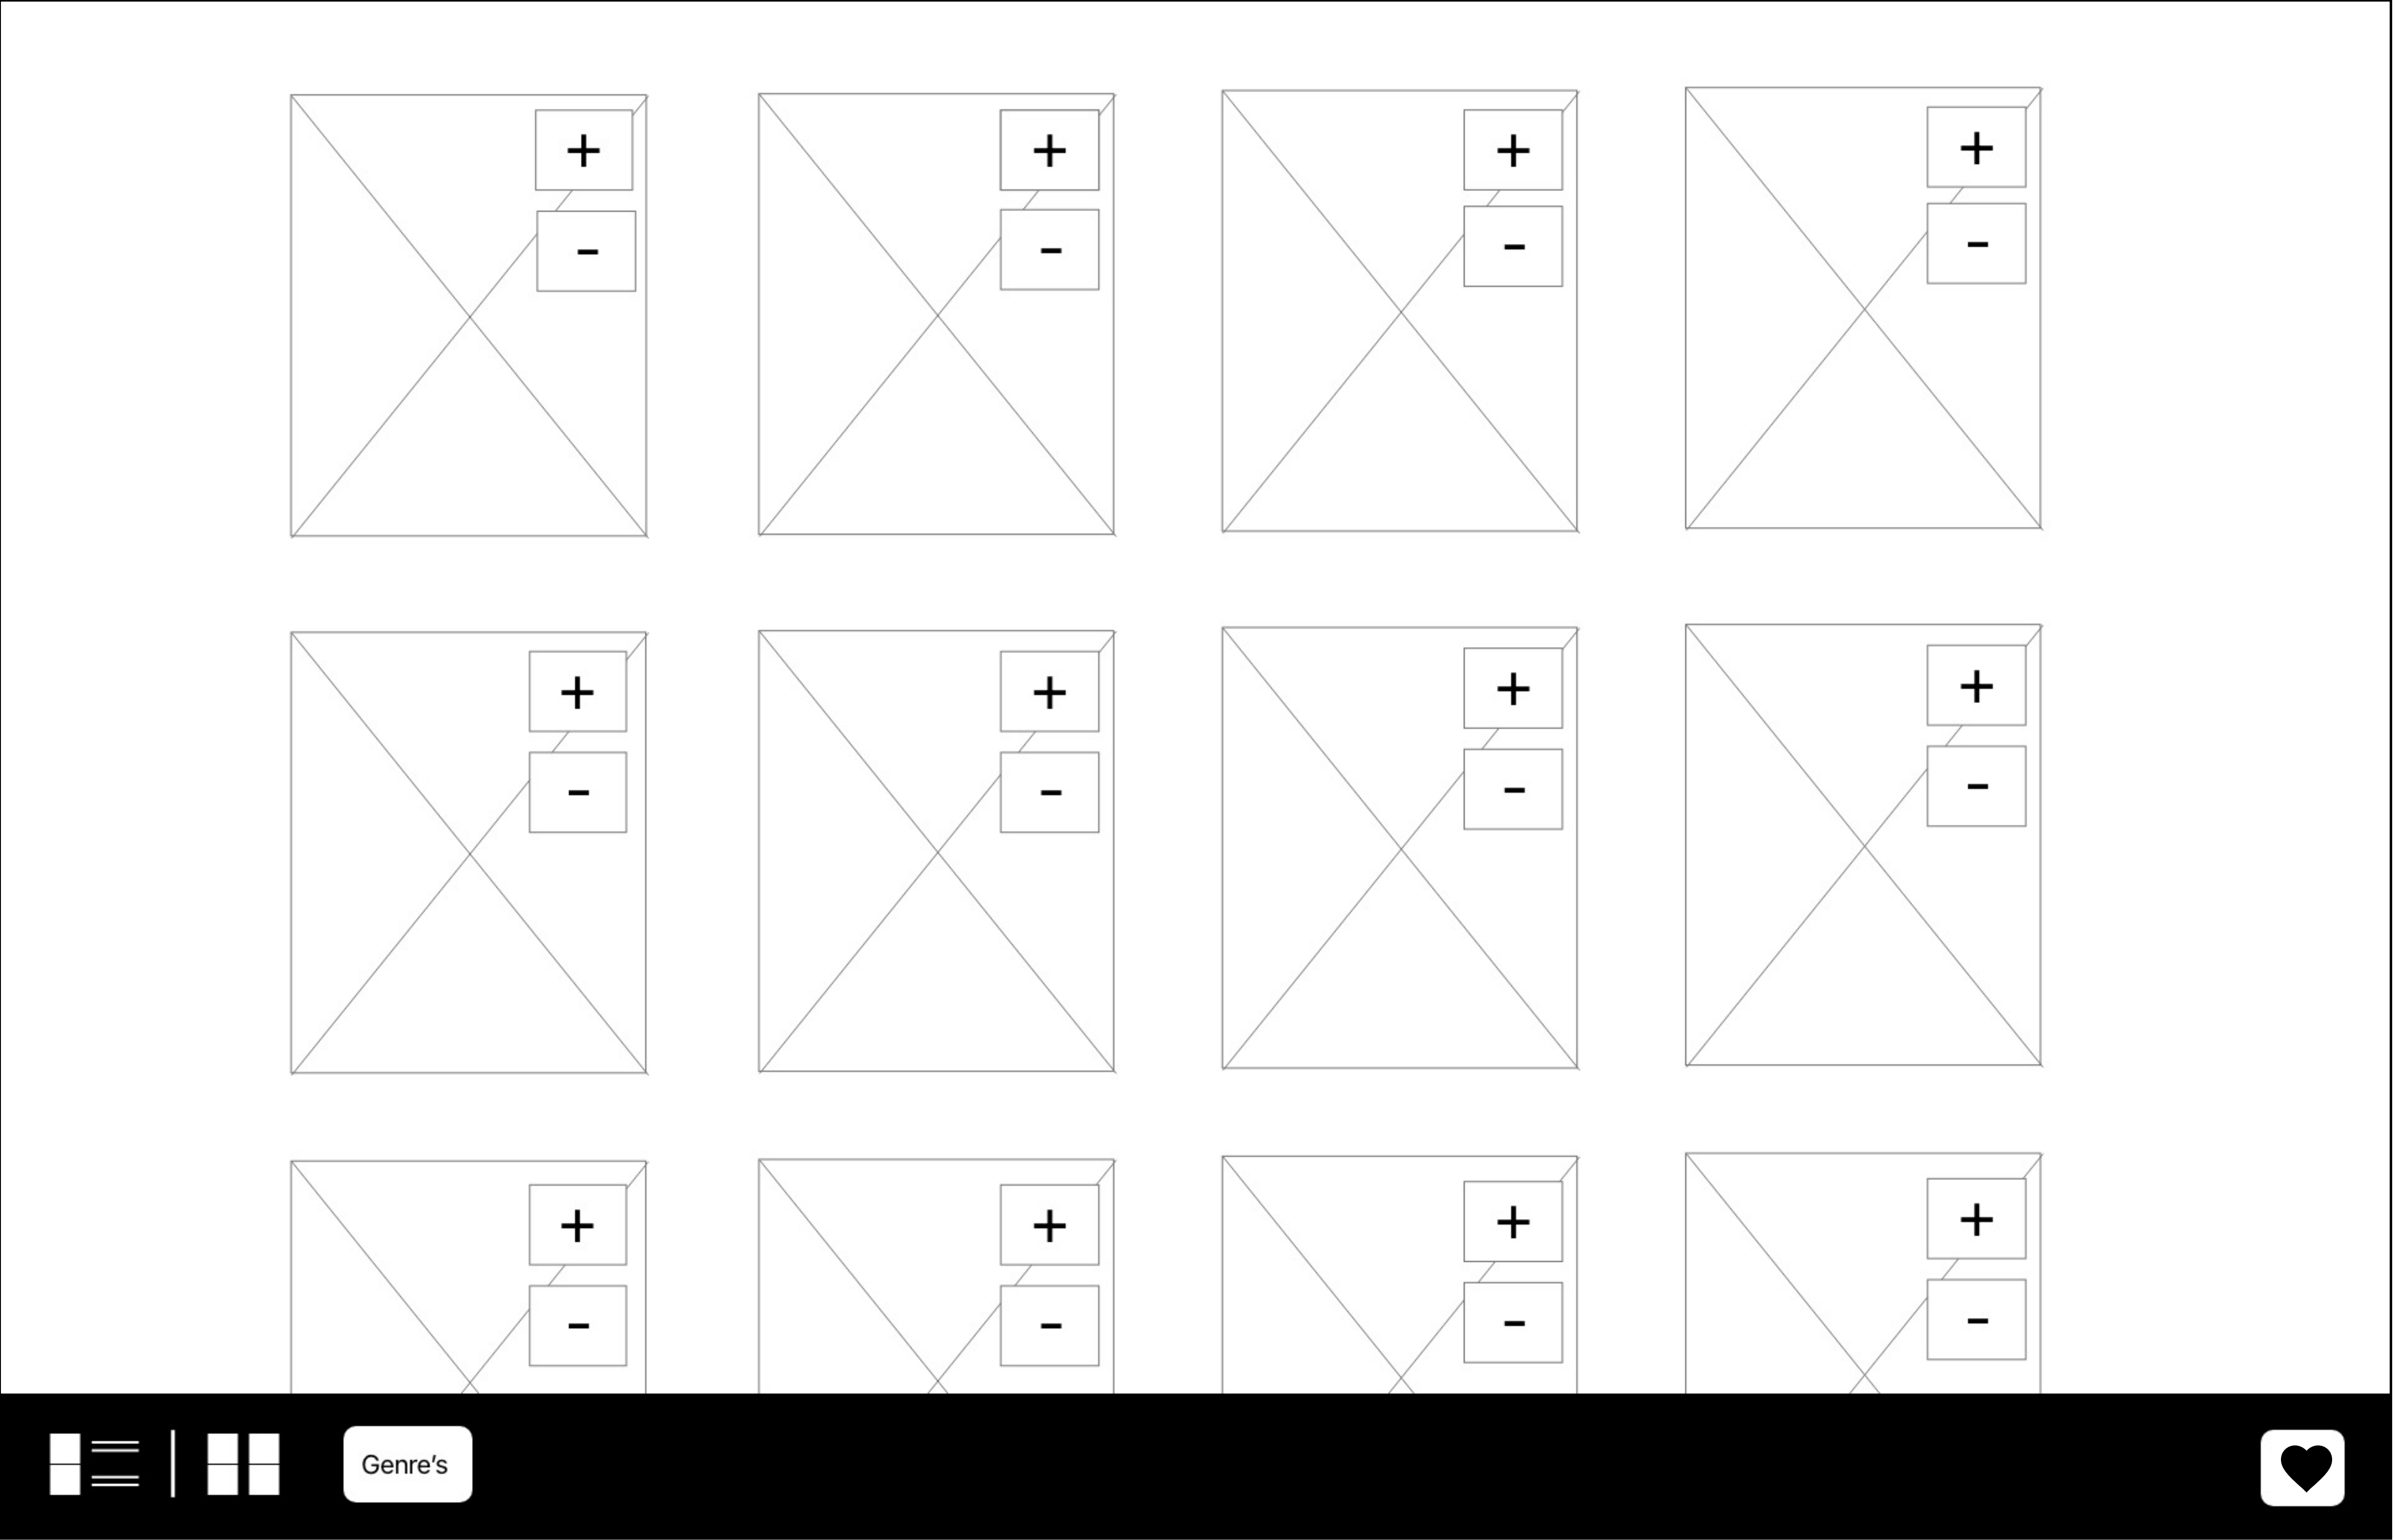 + + + +
- - - -
+ + + +
- - - -
+ + + +
- - - -
Genre's